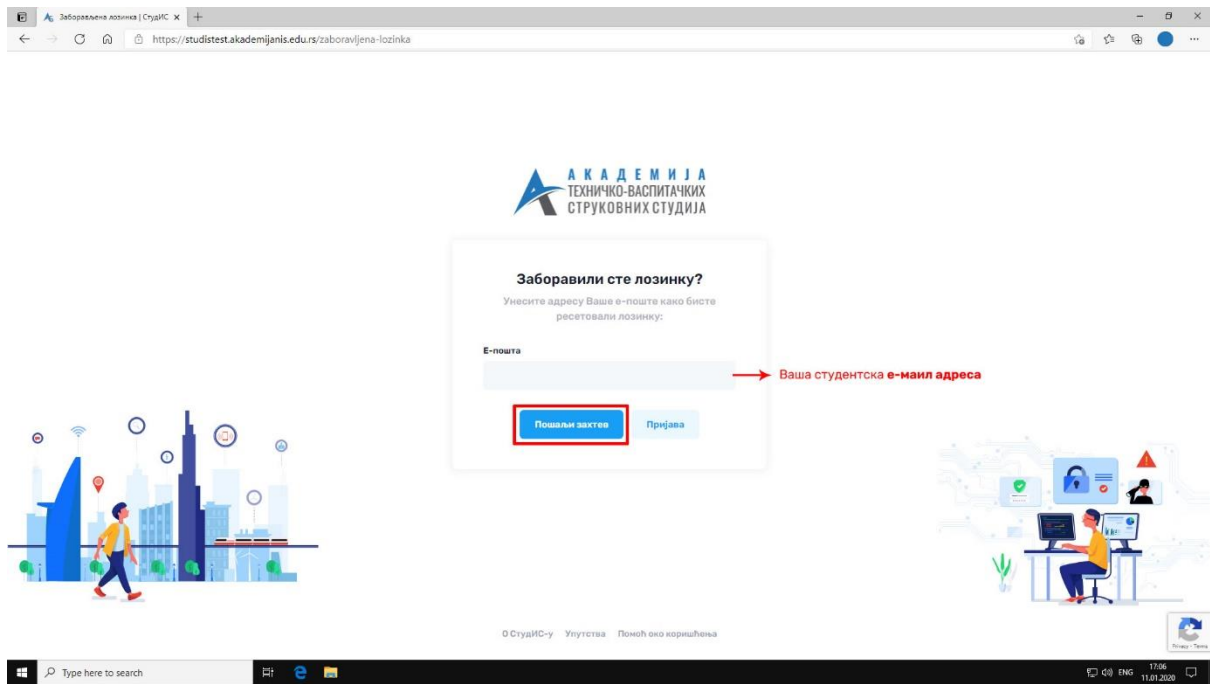 Заборављена лозинка | СтудИС
https://studistest.akademijanis.edu.rs/zaboravljena-lozinka
АКАДЕМИЈА
ТЕХНИЧКО-ВАСПИТАЧКИХ
СТРУКОВНИХ СТУДИЈА
Заборавили сте лозинку?
Унесите адресу Ваше е-поште како бисте
ресетовали лозинку:
Е-пошта
Ваша студентска е-маил адреса
Пошаљи захтев
Пријава
О СтудИС-у Упутства Помоћ око коришћења
Privacy - Terms
Type here to search
ENG
17:06
11.01.2020